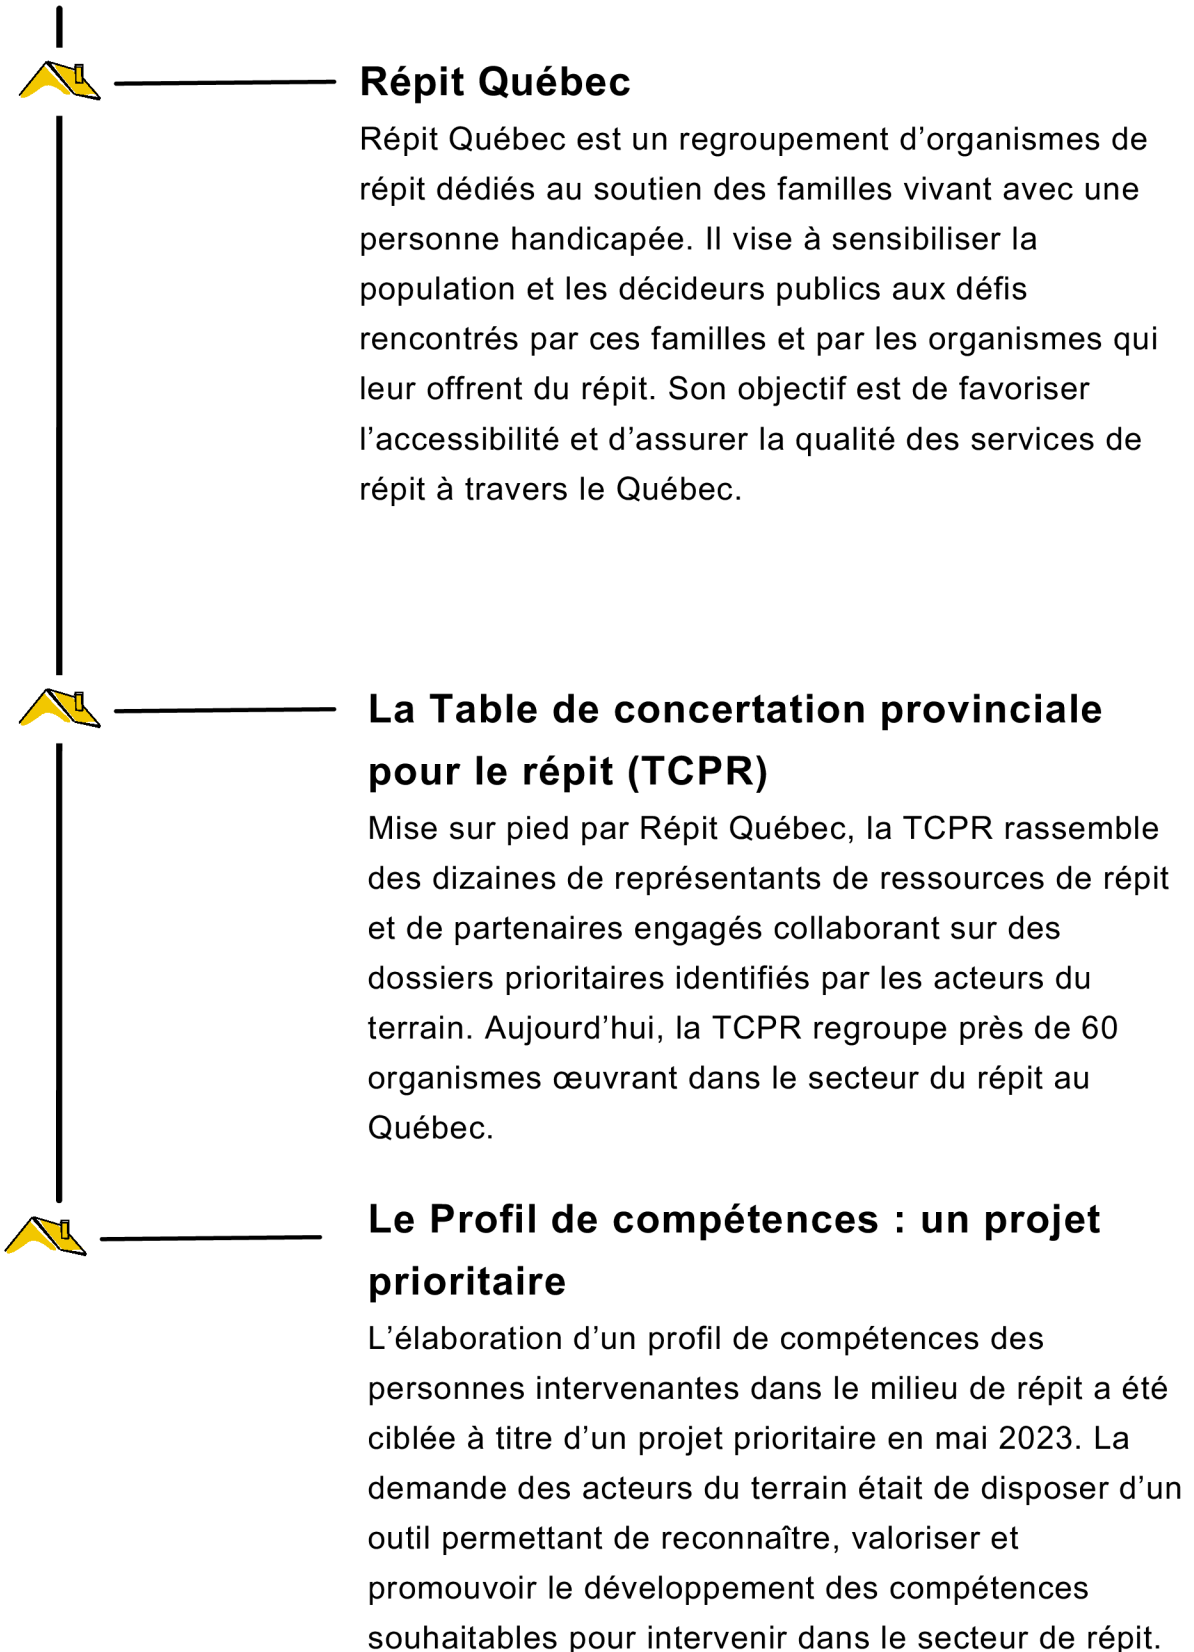 Répit Québec
Répit Québec est un regroupement d’organismes de
répit dédiés au soutien des familles vivant avec une
personne handicapée. Il vise à sensibiliser la
population et les décideurs publics aux défis
rencontrés par ces familles et par les organismes qui
leur offrent du répit. Son objectif est de favoriser
l’accessibilité et d’assurer la qualité des services de
répit à travers le Québec.
La Table de concertation provinciale
pour le répit (TCPR)
Mise sur pied par Répit Québec, la TCPR rassemble
des dizaines de représentants de ressources de répit
et de partenaires engagés collaborant sur des
dossiers prioritaires identifiés par les acteurs du
terrain. Aujourd’hui, la TCPR regroupe près de 60
organismes œuvrant dans le secteur du répit au
Québec.
Le Profil de compétences : un projet
prioritaire
L’élaboration d’un profil de compétences des
personnes intervenantes dans le milieu de répit a été
ciblée à titre d’un projet prioritaire en mai 2023. La
demande des acteurs du terrain était de disposer d’un
outil permettant de reconnaître, valoriser et
promouvoir le développement des compétences
souhaitables pour intervenir dans le secteur de répit.